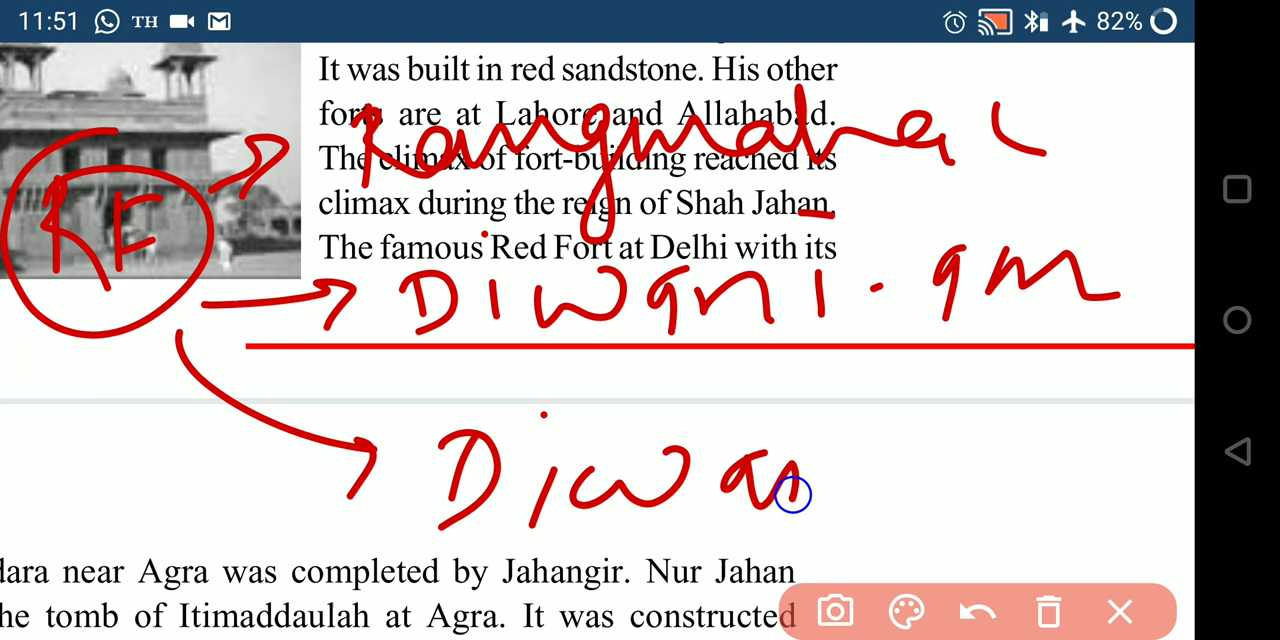 11:51 TH 82%
It was built in red sandstone. His other
forts are at Lahore and Allahabad.
The climax of fort-building reached its
climax during the reign of Shah Jahan.
The famous Red Fort at Delhi with its
RF
Rangmahal
Diwani. am
Diwan
dara near Agra was completed by Jahangir. Nur Jahan
he tomb of Itimaddaulah at Agra. It was constructed